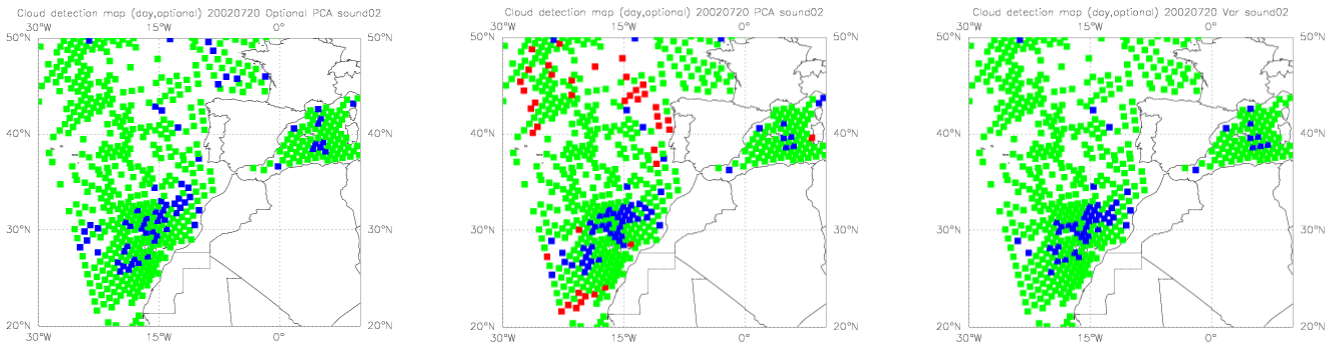 Cloud detection map (day,optional) 20020720 Optional PCA sound02
30°W 15°W 0°
50°N 50°N
40°N 40°N
30°N 30°N
20°N 20°N
30°W 15°W 0°
Cloud detection map (day,optional) 20020720 PCA sound02
30°W 15°W 0°
50°N 50°N
40°N 40°N
30°N 30°N
20°N 20°N
30°W 15°W 0°
Cloud detection map (day,optional) 20020720 Var sound02
30°W 15°W 0°
50°N 50°N
40°N 40°N
30°N 30°N
20°N 20°N
30°W 15°W 0°